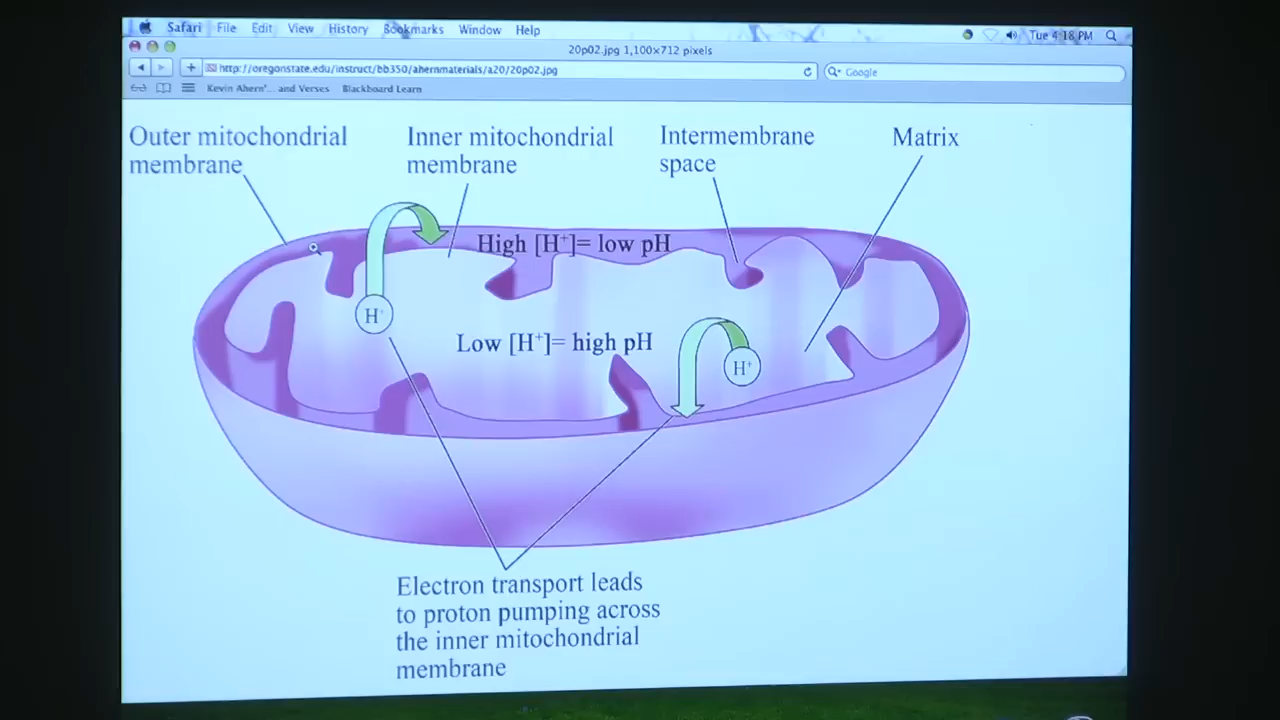 Safari File Edit View History Bookmarks Window Help Tue 4:18 PM
20p02.jpg 1,100×712 pixels
http://oregonstate.edu/instruct/bb350/ahernmaterials/a20/20p02.jpg Google
Kevin Ahern'... and Verses Blackboard Learn
Outer mitochondrial
membrane
Inner mitochondrial
membrane
Intermembrane
space
Matrix
High [H⁺]= low pH
H⁺
Low [H⁺]= high pH
H⁺
Electron transport leads
to proton pumping across
the inner mitochondrial
membrane